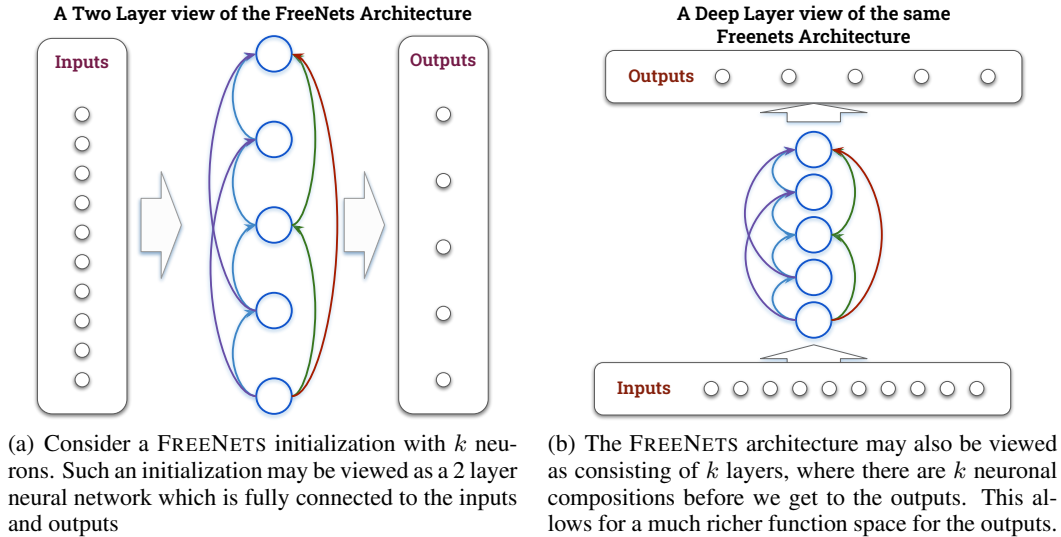 A Two Layer view of the FreeNets Architecture
Inputs
Outputs
(a) Consider a FREENETS initialization with k neu-
rons. Such an initialization may be viewed as a 2 layer
neural network which is fully connected to the inputs
and outputs
A Deep Layer view of the same
Freenets Architecture
Outputs
Inputs
(b) The FREENETS architecture may also be viewed
as consisting of k layers, where there are k neuronal
compositions before we get to the outputs. This al-
lows for a much richer function space for the outputs.